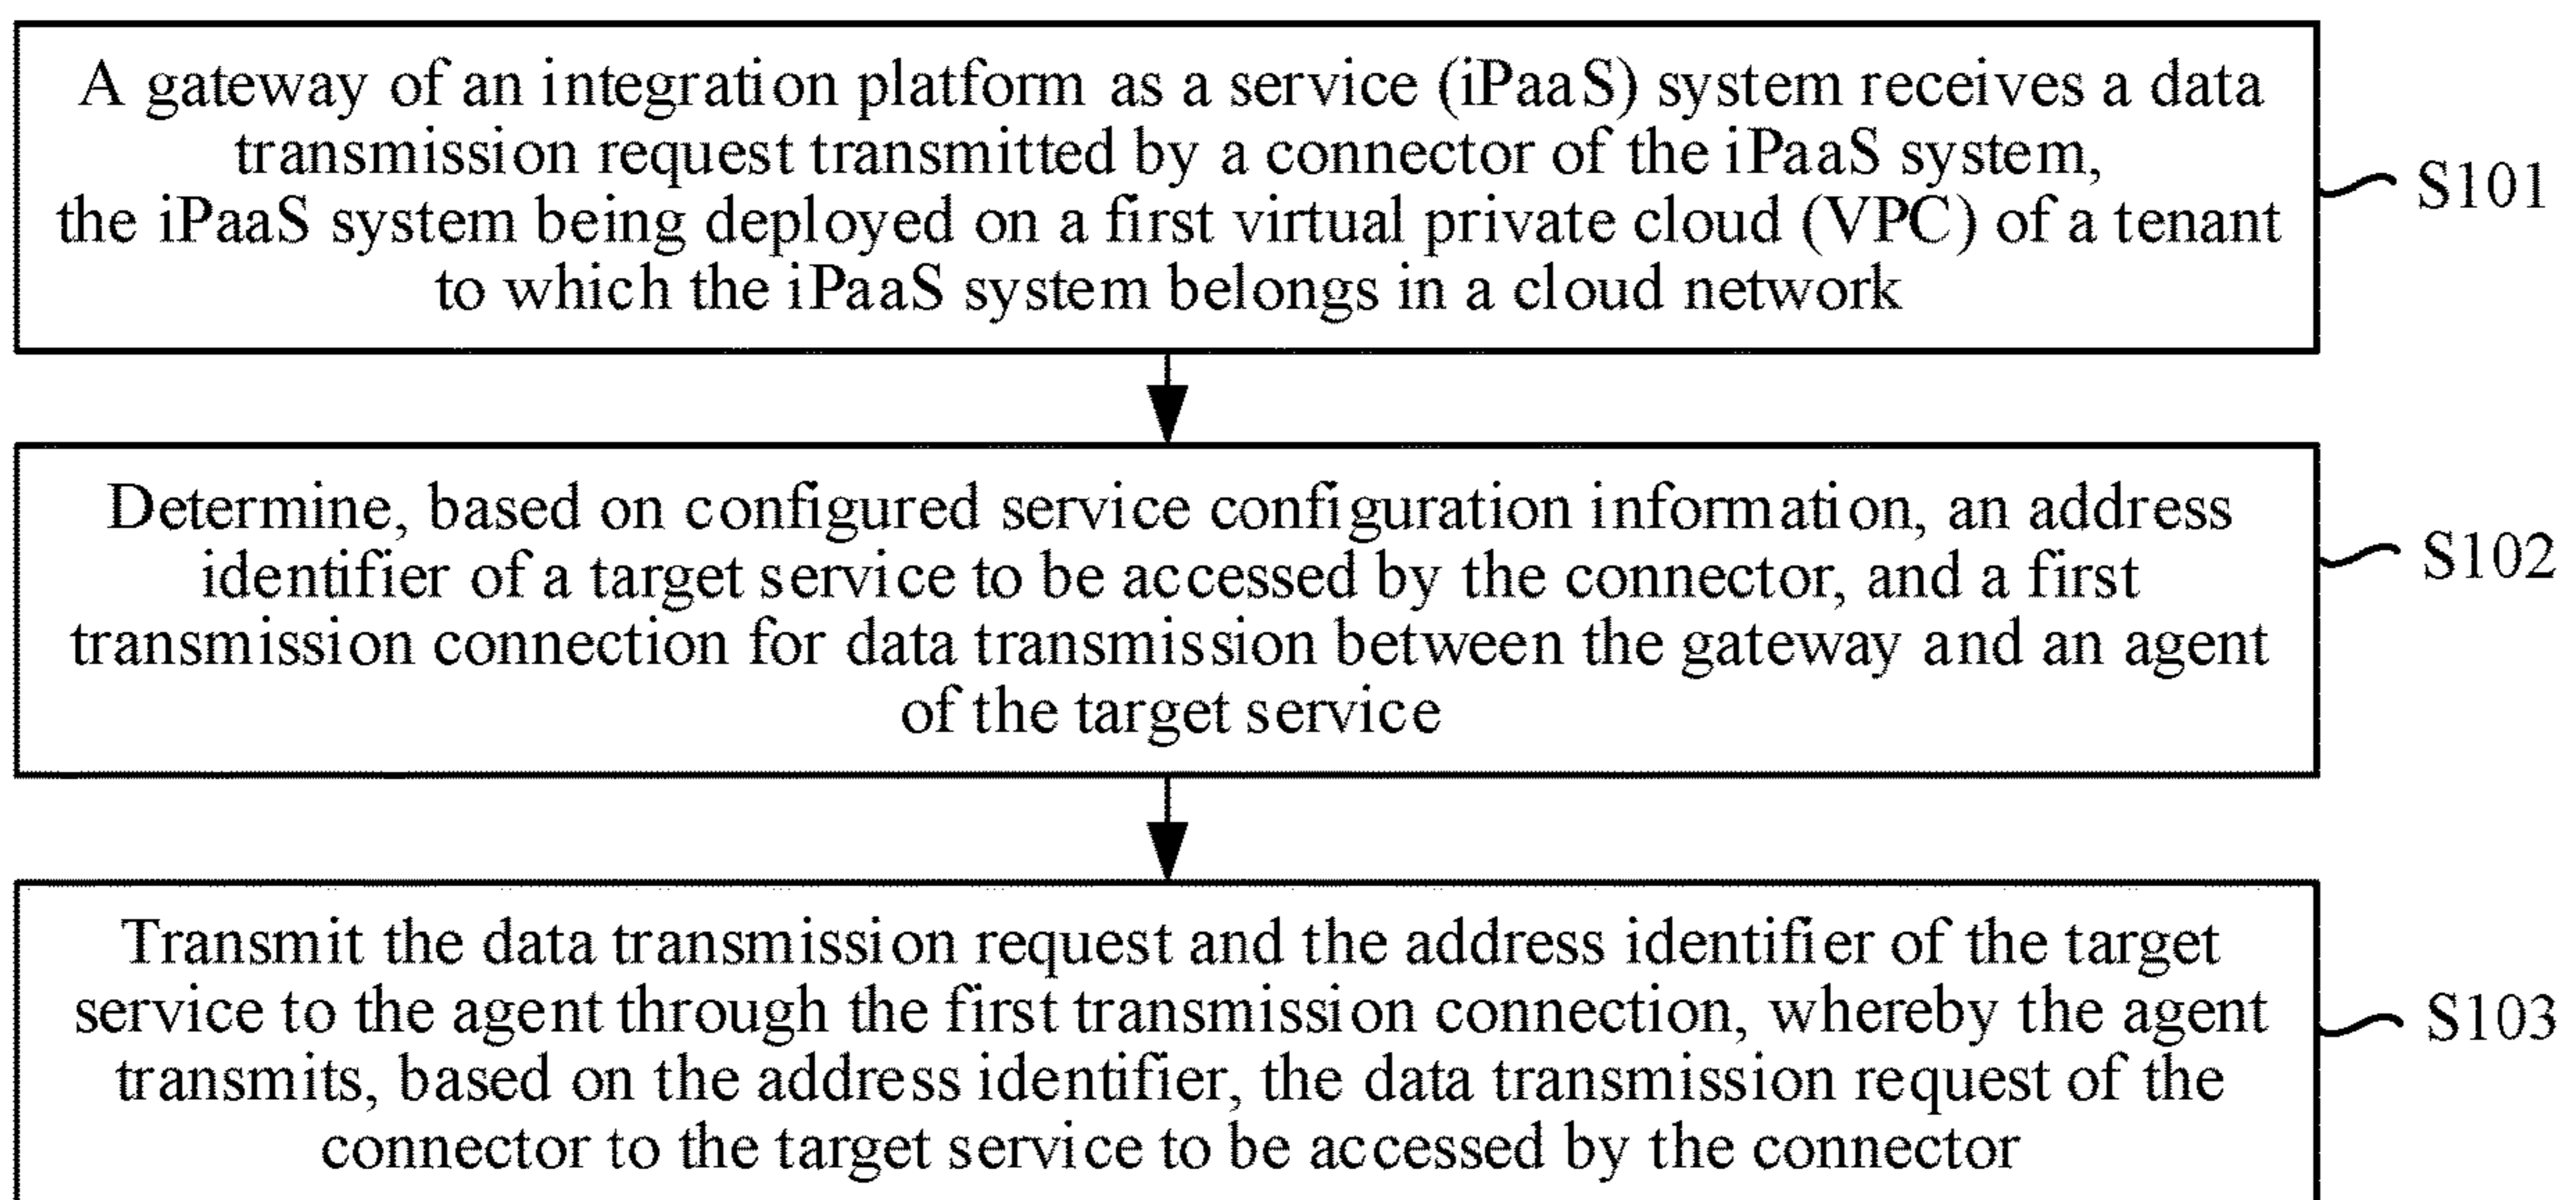 A gateway of an integration platform as a service (iPaaS) system receives a data
transmission request transmitted by a connector of the iPaaS system,
the iPaaS system being deployed on a first virtual private cloud (VPC) of a tenant
to which the iPaaS system belongs in a cloud network
S101
Determine, based on configured service configuration information, an address
identifier of a target service to be accessed by the connector, and a first
transmission connection for data transmission between the gateway and an agent
of the target service
S102
Transmit the data transmission request and the address identifier of the target
service to the agent through the first transmission connection, whereby the agent
transmits, based on the address identifier, the data transmission request of the
connector to the target service to be accessed by the connector
S103